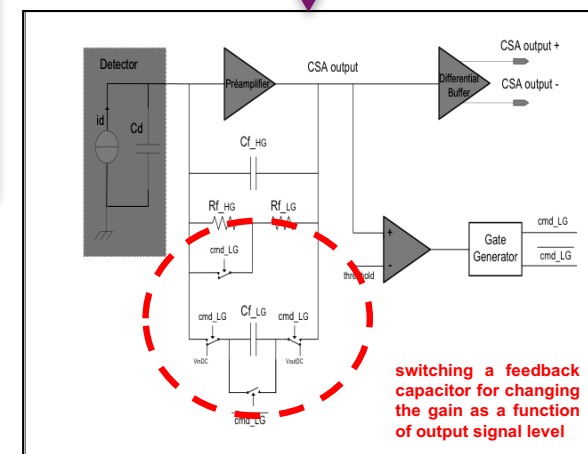 CSA output +
Detector
CSA output
Préamplifier
Differential
Buffer
CSA output -
id
Cd
Cf_HG
Rf_HG
Rf_LG
cmd_LG
cmd_LG
+
-
threshold
Gate
Generator
cmd_LG
cmd_LG
Cf_LG
cmd_LG
VinDC
VoutDC
cmd_LG
switching a feedback
capacitor for changing
the gain as a function
of output signal level